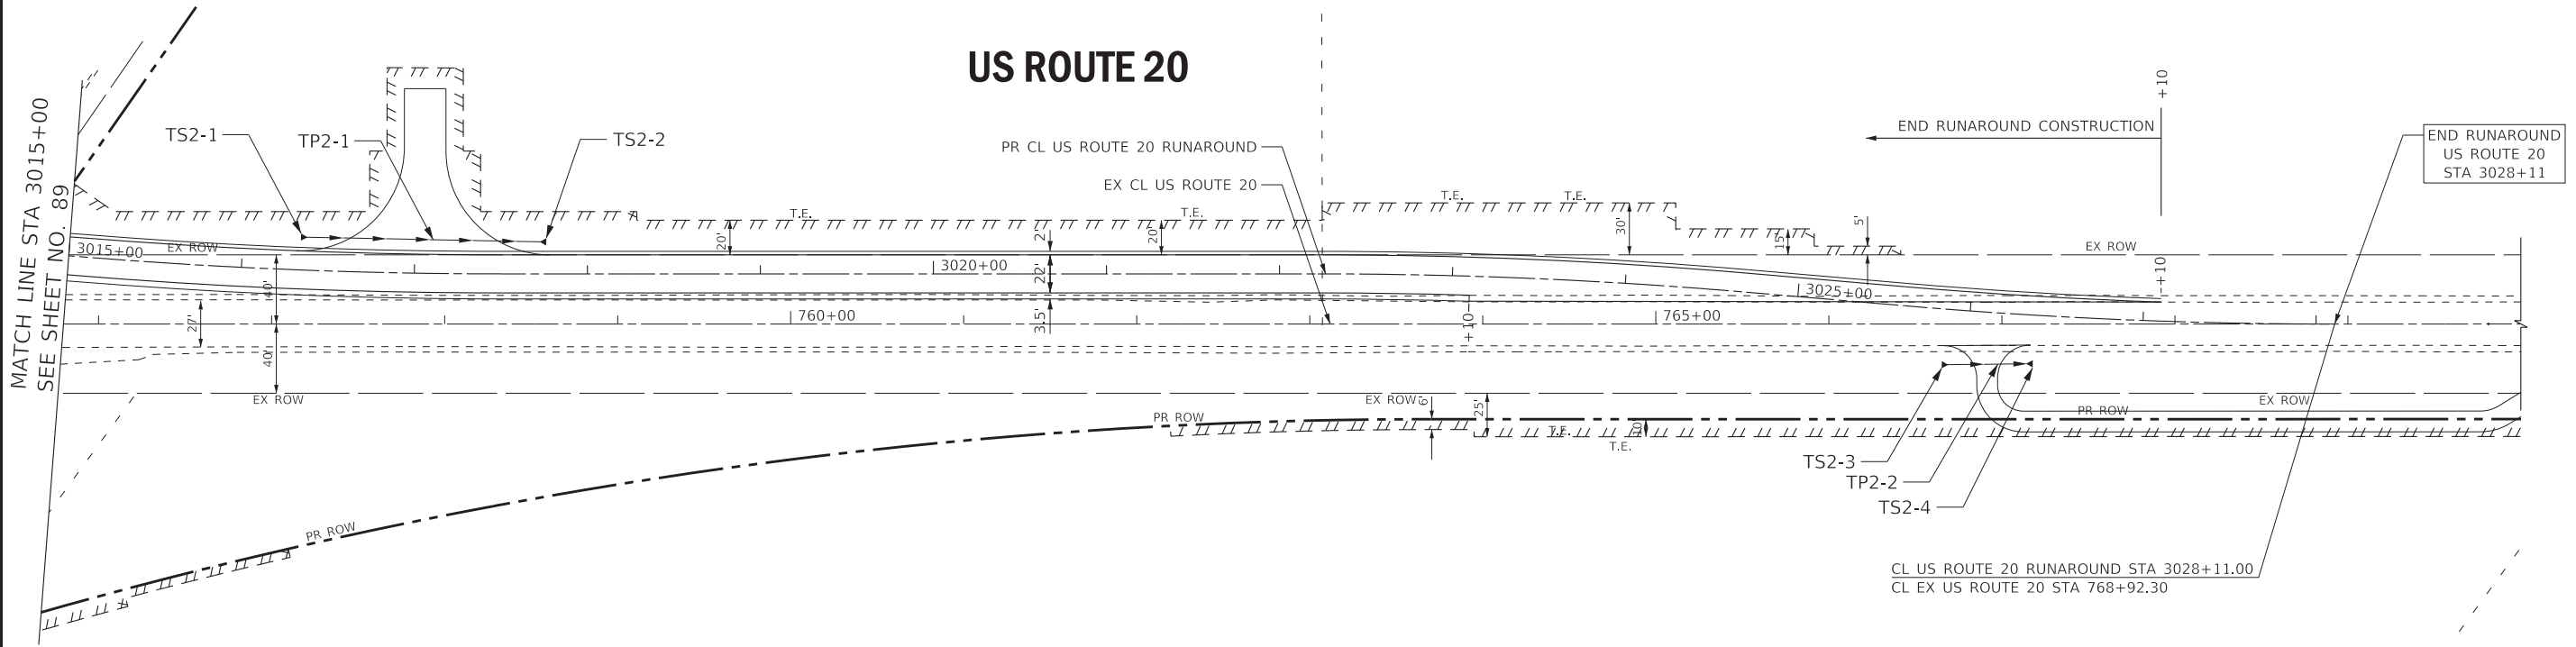 US ROUTE 20
MATCH LINE STA 3015+00
SEE SHEET NO. 89
TS2-1
TP2-1
TS2-2
PR CL US ROUTE 20 RUNAROUND
EX CL US ROUTE 20
END RUNAROUND CONSTRUCTION
+10
END RUNAROUND
US ROUTE 20
STA 3028+11
T.E.
T.E.
T.E.
T.E.
20'
2'
20'
30'
15'
5'
3015+00
EX ROW
EX ROW
3020+00
22'
3025+00
+10
40'
27'
40'
760+00
3.5'
+10
765+00
EX ROW
PR ROW
EX ROW
6'
25'
T.E.
10'
T.E.
PR ROW
EX ROW
TS2-3
TP2-2
TS2-4
PR ROW
CL US ROUTE 20 RUNAROUND STA 3028+11.00
CL EX US ROUTE 20 STA 768+92.30